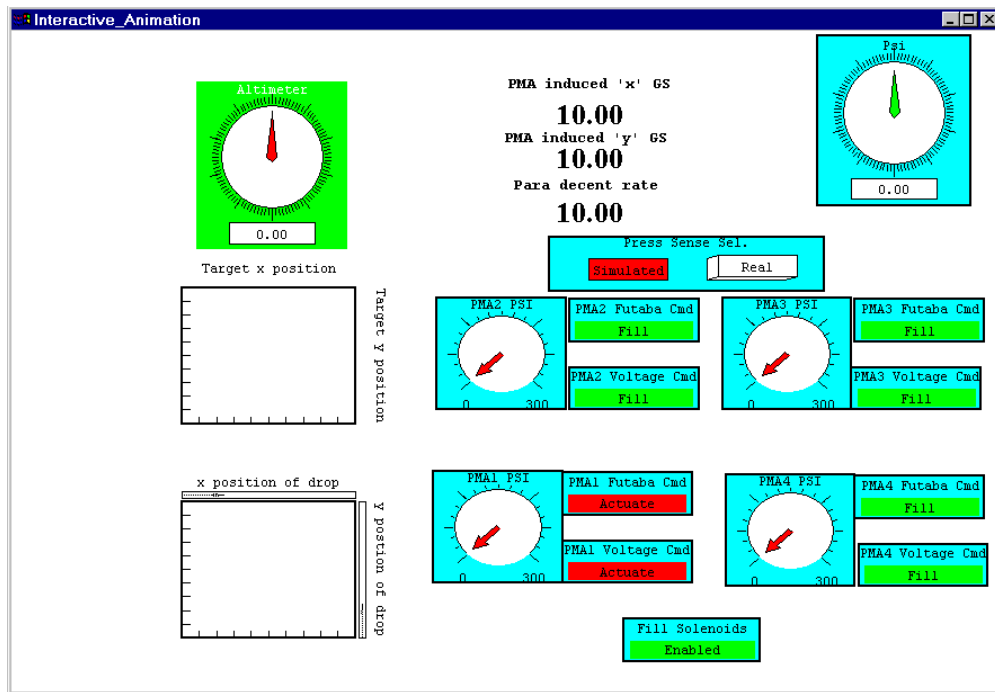 Interactive_Animation
Psi
0.00
Altimeter
0.00
PMA induced 'x' GS
10.00
PMA induced 'y' GS
10.00
Para decent rate
10.00
Press Sense Sel.
Simulated
Real
Target x position
Target y position
PMA2 PSI
0 300
PMA2 Futaba Cmd
Fill
PMA2 Voltage Cmd
Fill
PMA3 PSI
0 300
PMA3 Futaba Cmd
Fill
PMA3 Voltage Cmd
Fill
x position of drop
Y position of drop
PMA1 PSI
0 300
PMA1 Futaba Cmd
Actuate
PMA1 Voltage Cmd
Actuate
PMA4 PSI
0 300
PMA4 Futaba Cmd
Fill
PMA4 Voltage Cmd
Fill
Fill Solenoids
Enabled